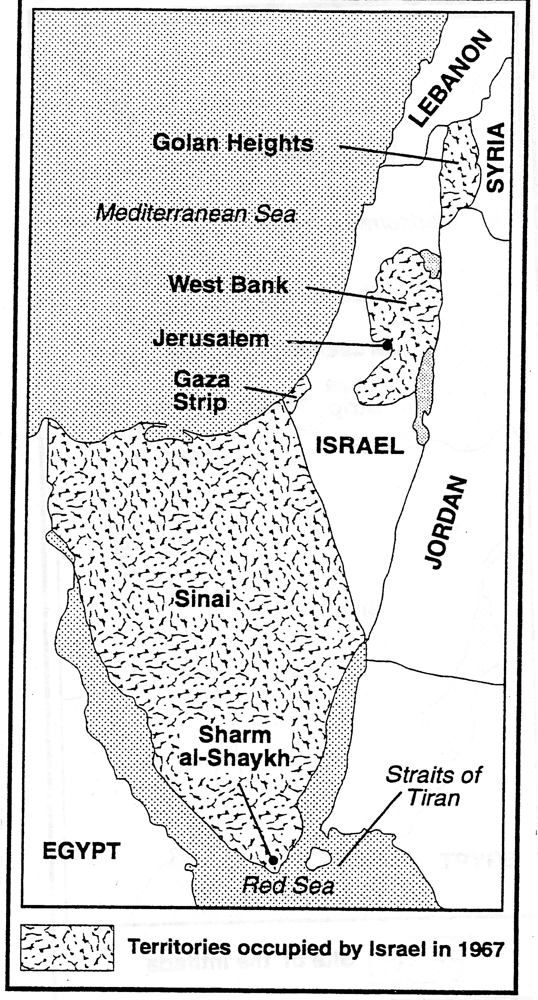 LEBANON
Golan Heights
SYRIA
Mediterranean Sea
West Bank
Jerusalem
Gaza
Strip
ISRAEL
JORDAN
Sinai
Sharm
al-Shaykh
Straits of
Tiran
EGYPT
Red Sea
Territories occupied by Israel in 1967